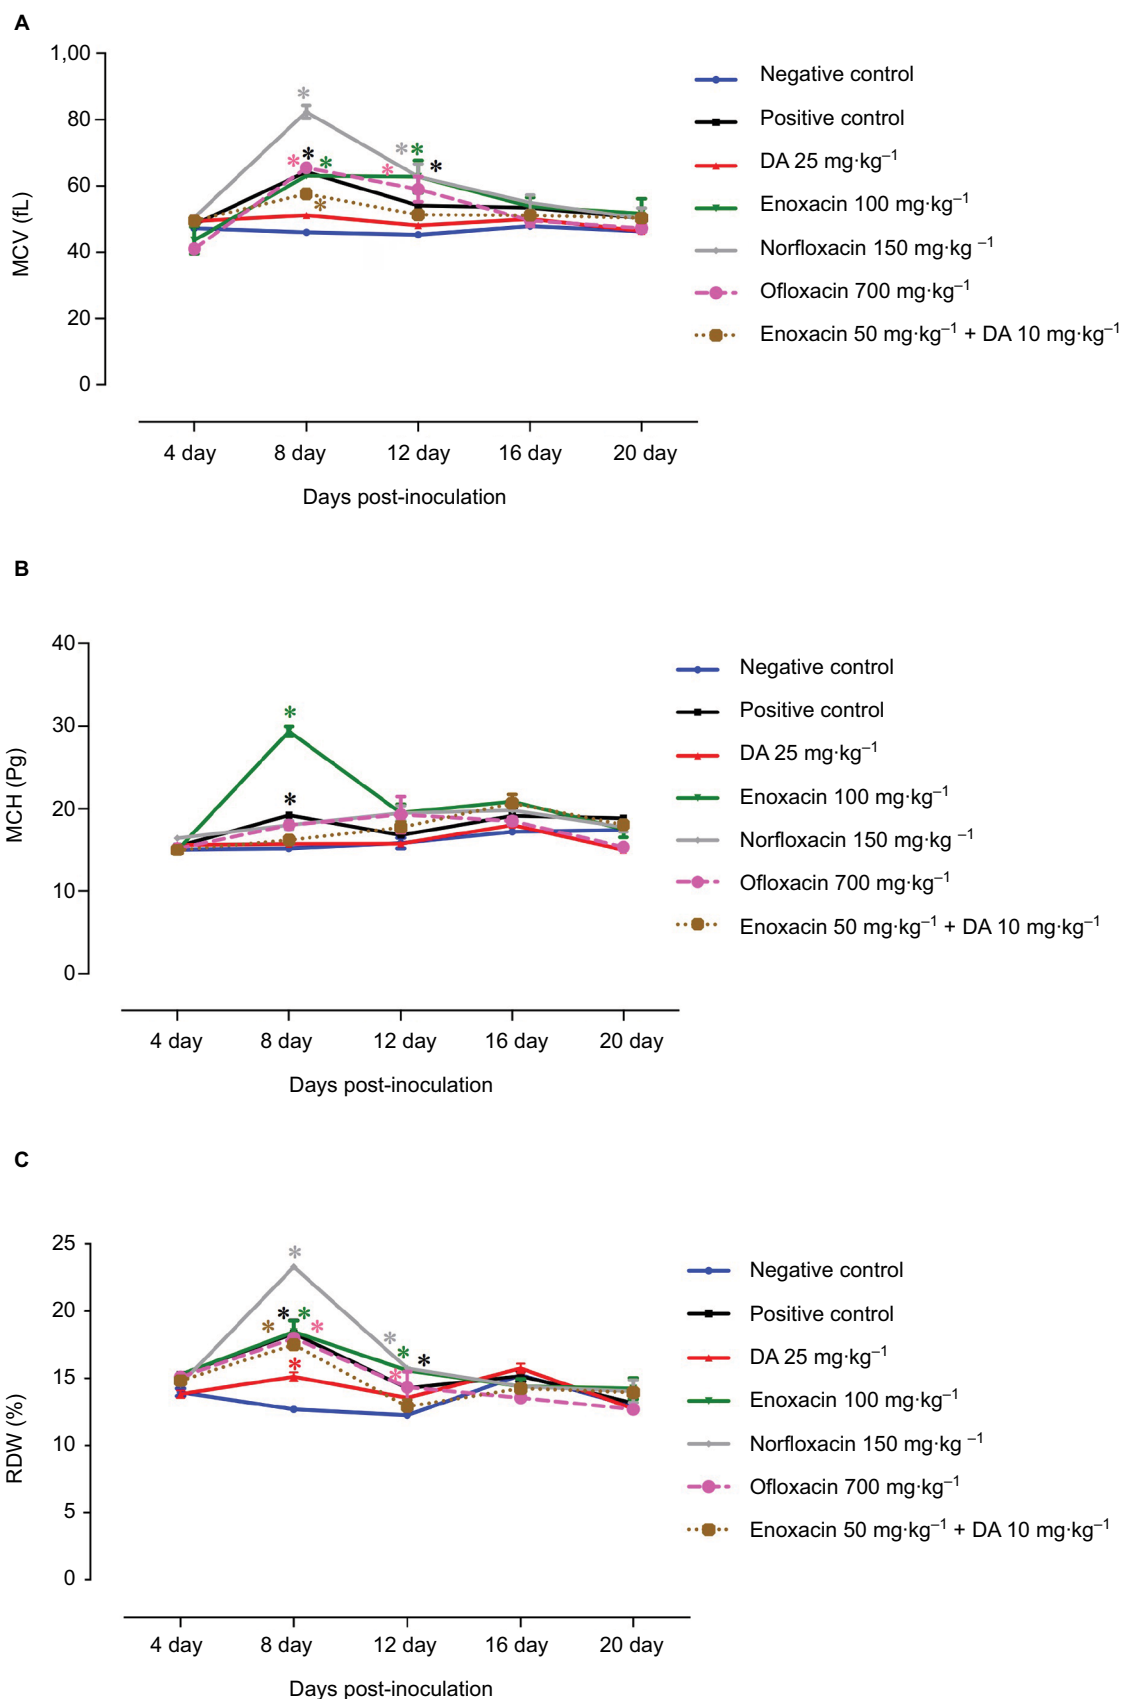 A
1,00
80
60
40
20
0
MCV (fL)
* * * * * * * * *
4 day 8 day 12 day 16 day 20 day
Days post-inoculation
Negative control
Positive control
DA 25 mg·kg⁻¹
Enoxacin 100 mg·kg⁻¹
Norfloxacin 150 mg·kg ⁻¹
Ofloxacin 700 mg·kg⁻¹
Enoxacin 50 mg·kg⁻¹ + DA 10 mg·kg⁻¹
B
40
30
20
10
0
MCH (Pg)
* *
4 day 8 day 12 day 16 day 20 day
Days post-inoculation
Negative control
Positive control
DA 25 mg·kg⁻¹
Enoxacin 100 mg·kg⁻¹
Norfloxacin 150 mg·kg ⁻¹
Ofloxacin 700 mg·kg⁻¹
Enoxacin 50 mg·kg⁻¹ + DA 10 mg·kg⁻¹
C
25
20
15
10
5
0
RDW (%)
* * * * * * * * * *
4 day 8 day 12 day 16 day 20 day
Days post-inoculation
Negative control
Positive control
DA 25 mg·kg⁻¹
Enoxacin 100 mg·kg⁻¹
Norfloxacin 150 mg·kg ⁻¹
Ofloxacin 700 mg·kg⁻¹
Enoxacin 50 mg·kg⁻¹ + DA 10 mg·kg⁻¹